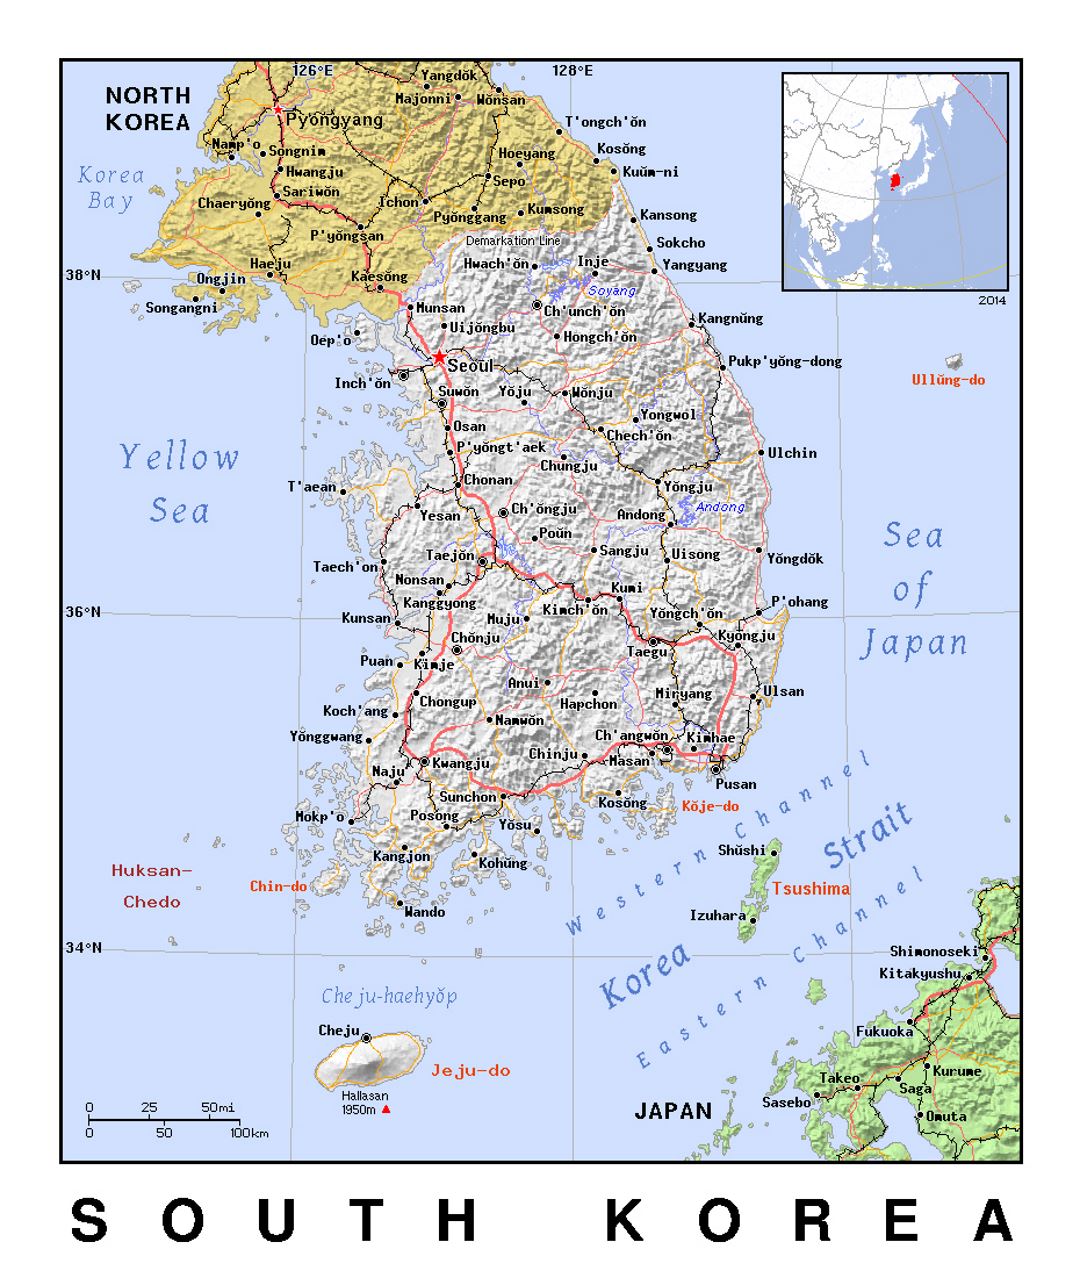 126°E
128°E
NORTH
KOREA
Yangdŏk
Majonni
Wŏnsan
Pyŏngyang
T'ongch'ŏn
Namp'o
Songnim
Hoeyang
Kosŏng
Hwangju
Kuŭm-ni
Korea
Bay
Sariwŏn
Sepo
Chaeryŏng
Ichon
Pyŏnggang
Kumsong
Kansong
P'yŏngsan
Demarkation Line
Sokcho
38°N
Haeju
Hwach'ŏn
Inje
Yangyang
Ongjin
Kaesŏng
Soyang
2014
Songangni
Munsan
Ch'unch'ŏn
Kangnŭng
Uijŏngbu
Hongch'ŏn
Oep'o
Seoul
Pukp'yŏng-dong
Inch'ŏn
Ullŭng-do
Suwŏn
Yŏju
Wŏnju
Yongwol
Osan
Chech'ŏn
Yellow
Sea
P'yŏngt'aek
Chungju
Ulchin
T'aean
Chonan
Yŏngju
Yesan
Ch'ŏngju
Andong
Andong
Poŭn
Sea
of
Japan
Taejŏn
Sangju
Uisong
Yŏngdŏk
Taech'on
Nonsan
Kumi
Kanggyong
Kimch'ŏn
P'ohang
36°N
Kunsan
Muju
Yŏngch'ŏn
Chŏnju
Taegu
Kyŏngju
Puan
Kimje
Anui
Miryang
Ulsan
Chongup
Hapchon
Koch'ang
Namwŏn
Yŏnggwang
Ch'angwŏn
Kimhae
Chinju
Masan
Kwangju
Naju
Pusan
Sunchon
Kosŏng
Kŏje-do
Mokp'o
Posong
Yŏsu
Western Channel
Strait
Shŭshi
Kangjon
Kohŭng
Huksan-
Chedo
Chin-do
Tsushima
Wando
Izuhara
Eastern Channel
34°N
Korea
Shimonoseki
Kitakyushu
Cheju-haehyŏp
Cheju
Fukuoka
Jeju-do
Kurume
Takeo
Saga
Hallasan
1950m
Sasebo
JAPAN
Omuta
0 25 50mi
0 50 100km
SOUTH KOREA